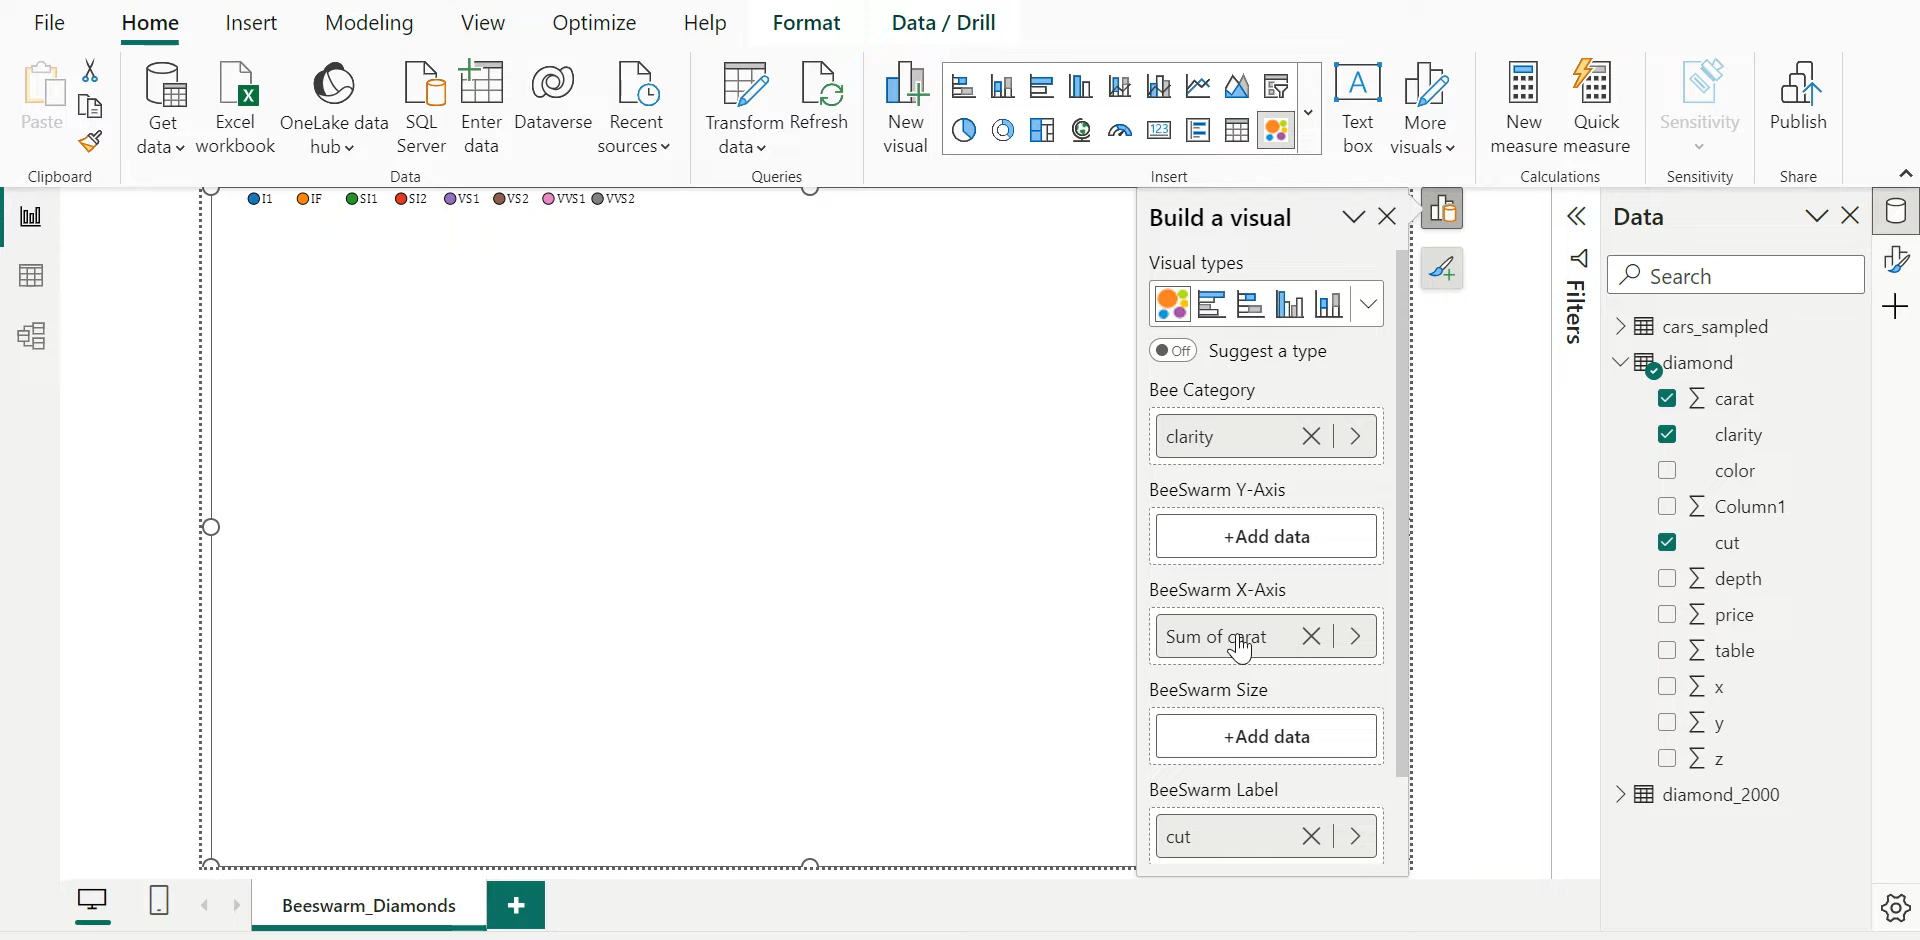 File Home Insert Modeling View Optimize Help Format Data / Drill
Paste
Get
data
Excel
workbook
OneLake data
hub
SQL
Server
Enter
data
Dataverse
Recent
sources
Transform
data
Refresh
New
visual
123
A
Text
box
More
visuals
New
measure
Quick
measure
Sensitivity
Publish
Clipboard
Data
Queries
Insert
Calculations
Sensitivity
Share
I1 IF SI1 SI2 VS1 VS2 VVS1 VVS2
Build a visual
Visual types
Off Suggest a type
Bee Category
clarity
BeeSwarm Y-Axis
+Add data
BeeSwarm X-Axis
Sum of carat
BeeSwarm Size
+Add data
BeeSwarm Label
cut
Filters
Data
Search
cars_sampled
diamond
∑ carat
clarity
color
∑ Column1
cut
∑ depth
∑ price
∑ table
∑ x
∑ y
∑ z
diamond_2000
Beeswarm_Diamonds